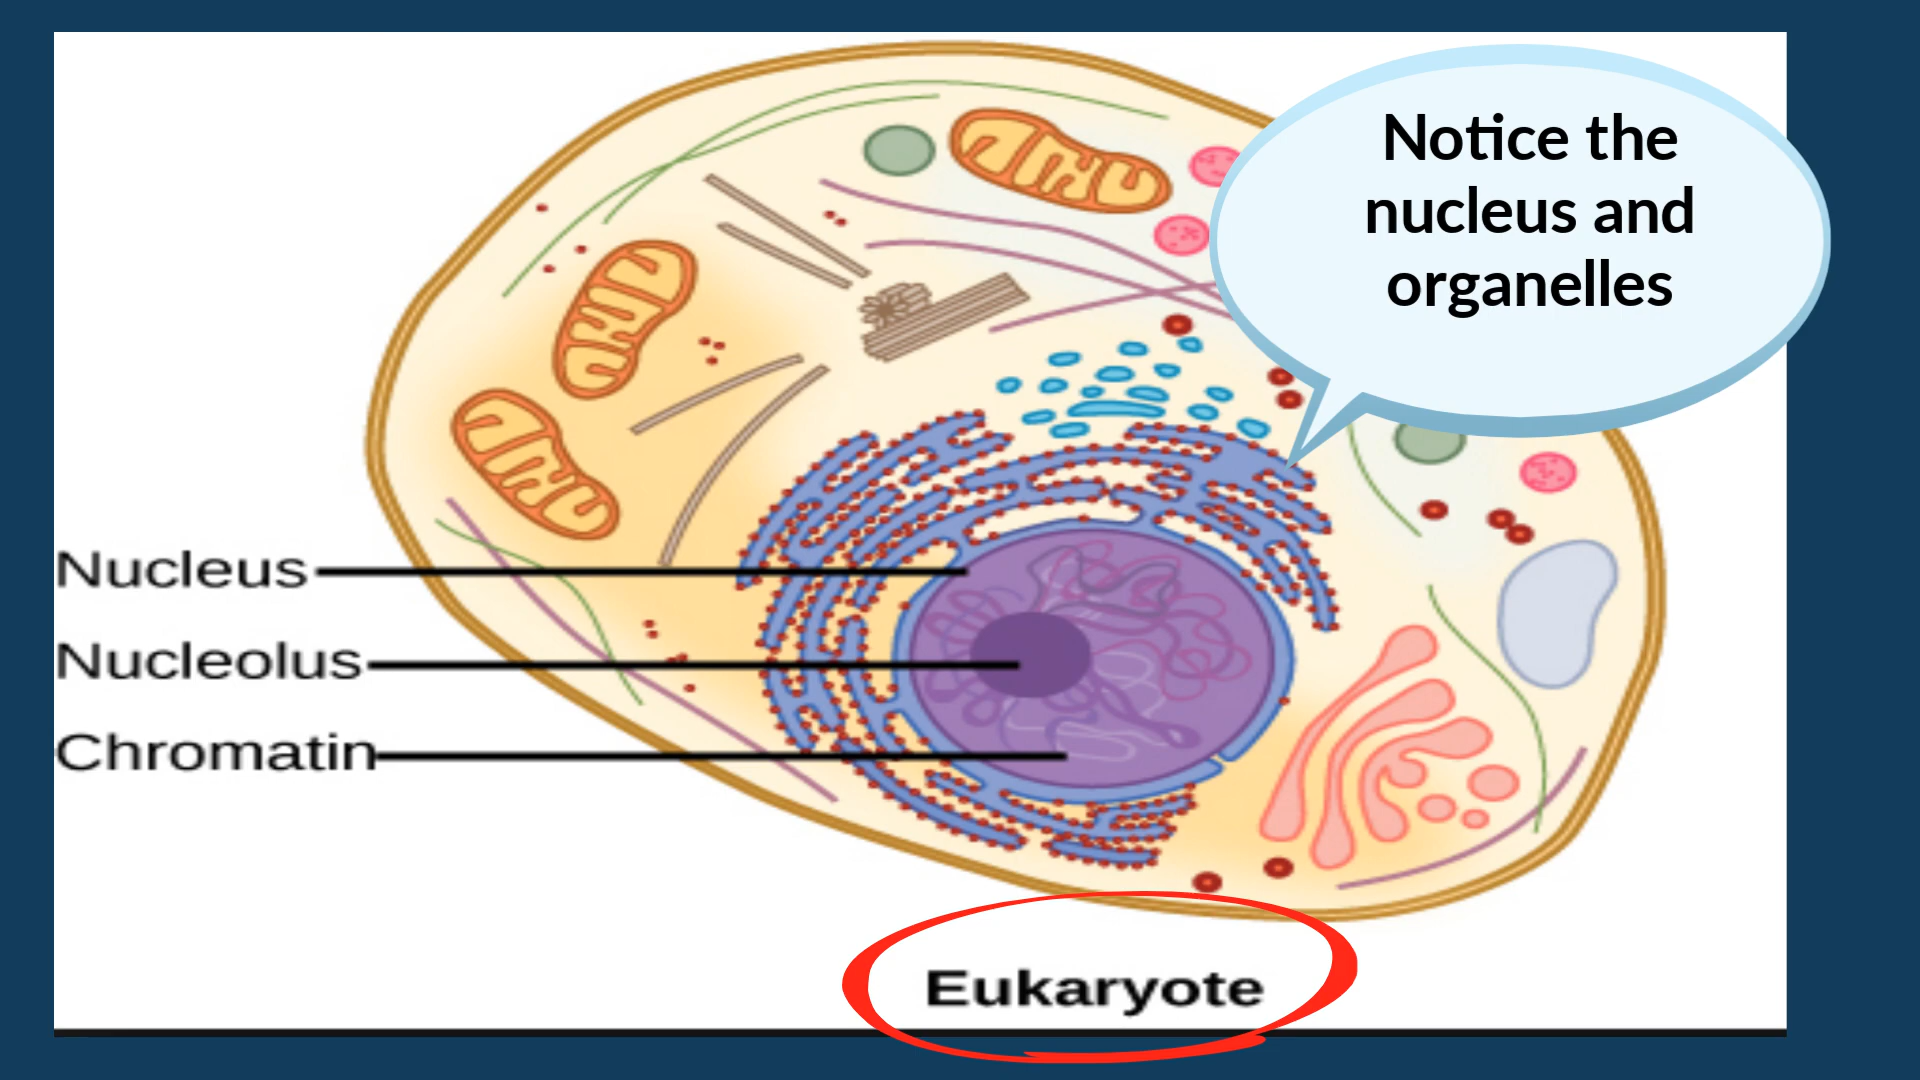 Notice the
nucleus and
organelles
Nucleus
Nucleolus
Chromatin
Eukaryote